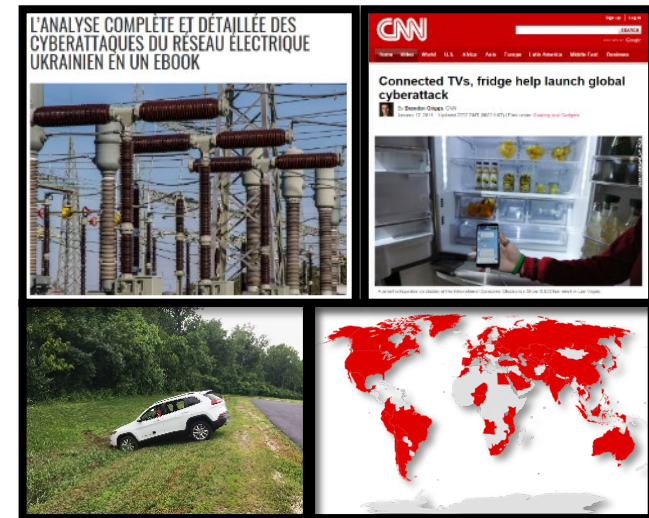 L'ANALYSE COMPLÈTE ET DÉTAILLÉE DES
CYBERATTAQUES DU RÉSEAU ÉLECTRIQUE
UKRAINIEN EN UN EBOOK
CNN
Sign up | Log in
SEARCH
Home Video World U.S. Africa Asia Europe Latin America Middle East Business
Connected TVs, fridge help launch global
cyberattack
By Brandon Griggs, CNN